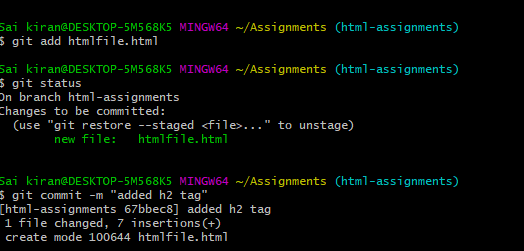 Sai kiran@DESKTOP-5M568K5 MINGW64 ~/Assignments (html-assignments)
$ git add htmlfile.html
Sai kiran@DESKTOP-5M568K5 MINGW64 ~/Assignments (html-assignments)
$ git status
On branch html-assignments
Changes to be committed:
  (use "git restore --staged <file>..." to unstage)
        new file:   htmlfile.html
Sai kiran@DESKTOP-5M568K5 MINGW64 ~/Assignments (html-assignments)
$ git commit -m "added h2 tag"
[html-assignments 67bbec8] added h2 tag
 1 file changed, 7 insertions(+)
 create mode 100644 htmlfile.html